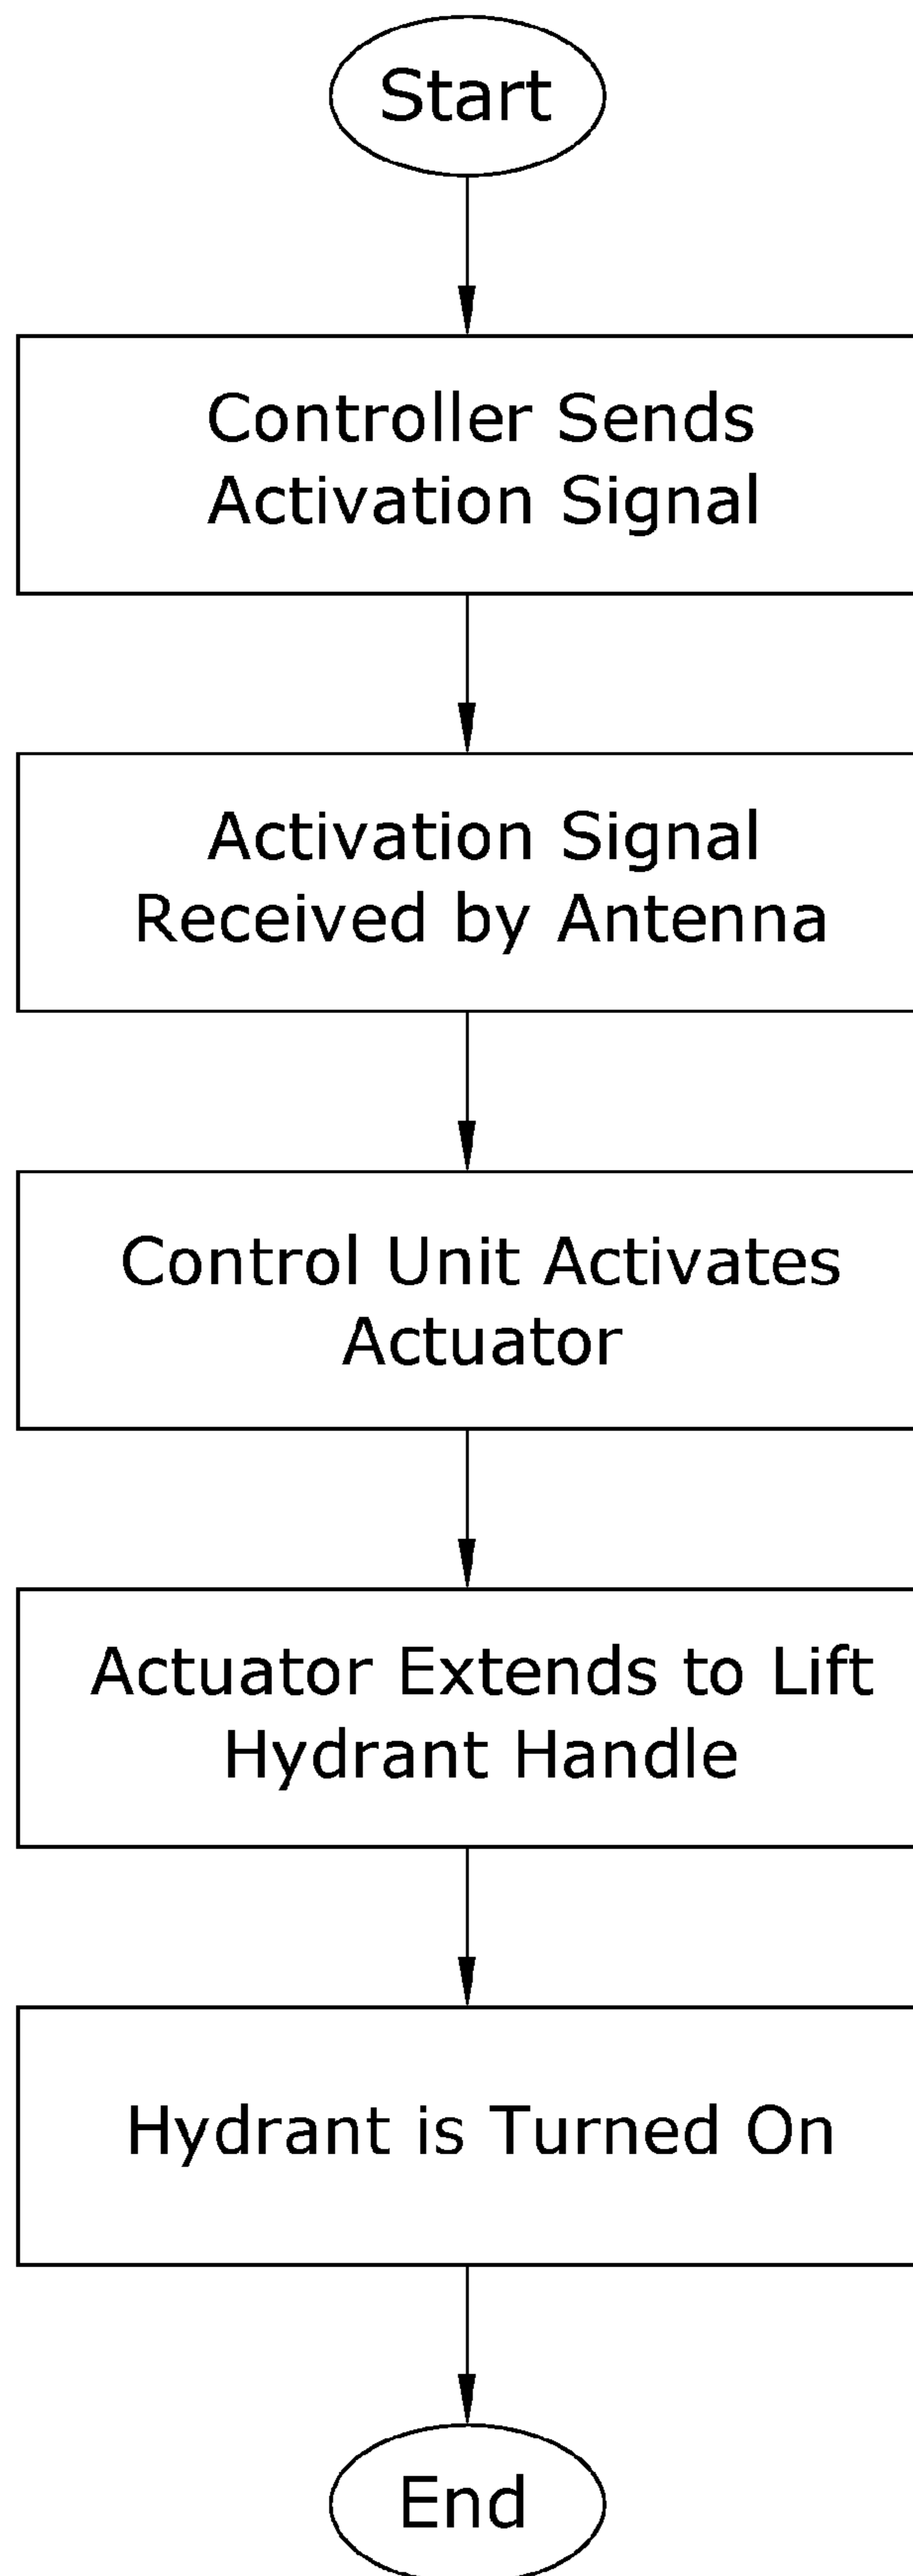 Start
Controller Sends
Activation Signal
Activation Signal
Received by Antenna
Control Unit Activates
Actuator
Actuator Extends to Lift
Hydrant Handle
Hydrant is Turned On
End